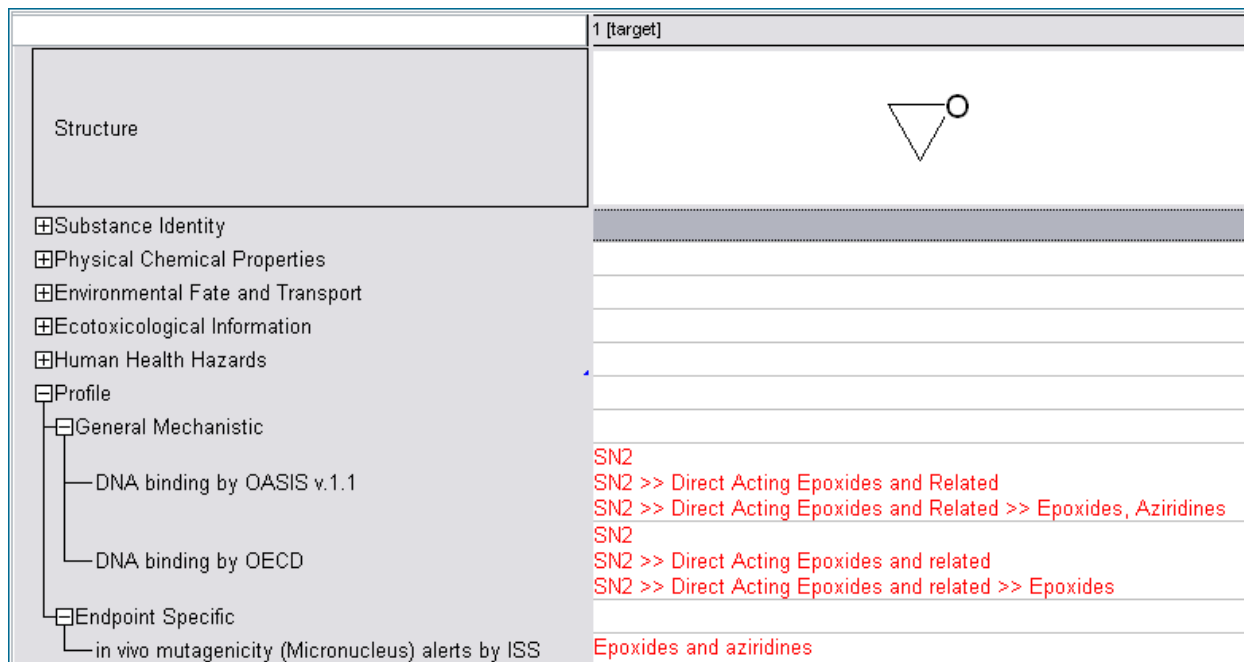 1 [target]
Structure
O
Substance Identity
Physical Chemical Properties
Environmental Fate and Transport
Ecotoxicological Information
Human Health Hazards
Profile
General Mechistic
DNA binding by OASIS v.1.1
SN2
SN2 >> Direct Acting Epoxides and Related
SN2 >> Direct Acting Epoxides and Related >> Epoxides, Aziridines
DNA binding by OECD
SN2
SN2 >> Direct Acting Epoxides and related
SN2 >> Direct Acting Epoxides and related >> Epoxides
Endpoint Specific
in vivo mutagenicity (Micronucleus) alerts by ISS
Epoxides and aziridines